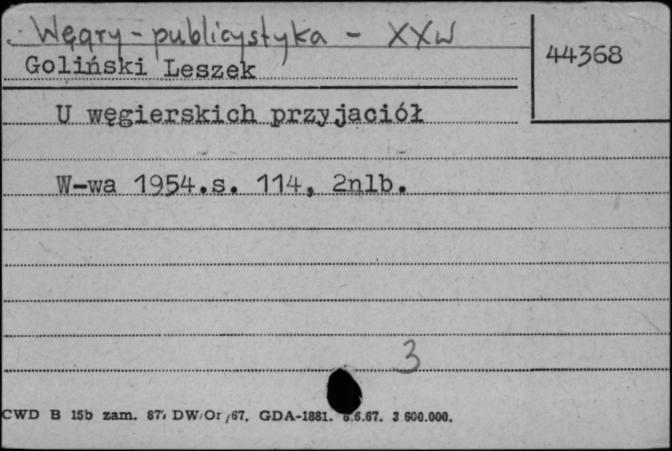 Węgry - publicystyka - XXw
44368
Goliński Leszek
U węgierskich przyjaciół
W-wa 1954.s. 114, 2nlb.
3
CWD B 15b zam. 87, DW/Or/67. GDA-1881. 6.6.67. 3.600.000.